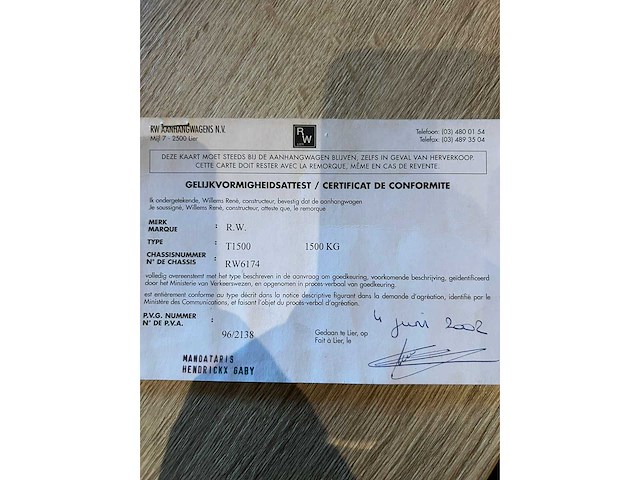 RW AANHANGWAGENS N.V.
Mijl 7 - 2500 Lier
RW
Telefoon: (03) 480 01 54
Telefax: (03) 489 35 04
DEZE KAART MOET STEEDS BIJ DE AANHANGWAGEN BLIJVEN, ZELFS IN GEVAL VAN HERVERKOOP.
CETTE CARTE DOIT RESTER AVEC LA REMORQUE, MÊME EN CAS DE REVENTE.
GELIJKVORMIGHEIDSATTEST / CERTIFICAT DE CONFORMITE
Ik ondergetekende, Willems René, constructeur, bevestig dat de aanhangwagen
Je soussigné, Willems René, constructeur, atteste que, le remorque
MERK : R.W.
MARQUE
TYPE : T1500 1500 KG
CHASSISNUMMER :
N° DE CHASSIS RW6174
volledig overeenstemt met het type beschreven in de aanvraag om goedkeuring, voorkomende beschrijving, geïdentificeerd
door het Ministerie van Verkeerswezen, en opgenomen in proces-verbaal van goedkeuring.
est entièrement conforme au type décrit dans la notice descriptive figurant dans la demande d'agréation, identifié par le
Ministère des Communications, et faisant l'objet du procès-verbal d'agréation.
P.V.G. NUMMER :
N° DE P.V.A.
96/2138
Gedaan te Lier, op 4 juni 2002
Fait à Lier, le
MANDATARIS
HENDRICKX GABY